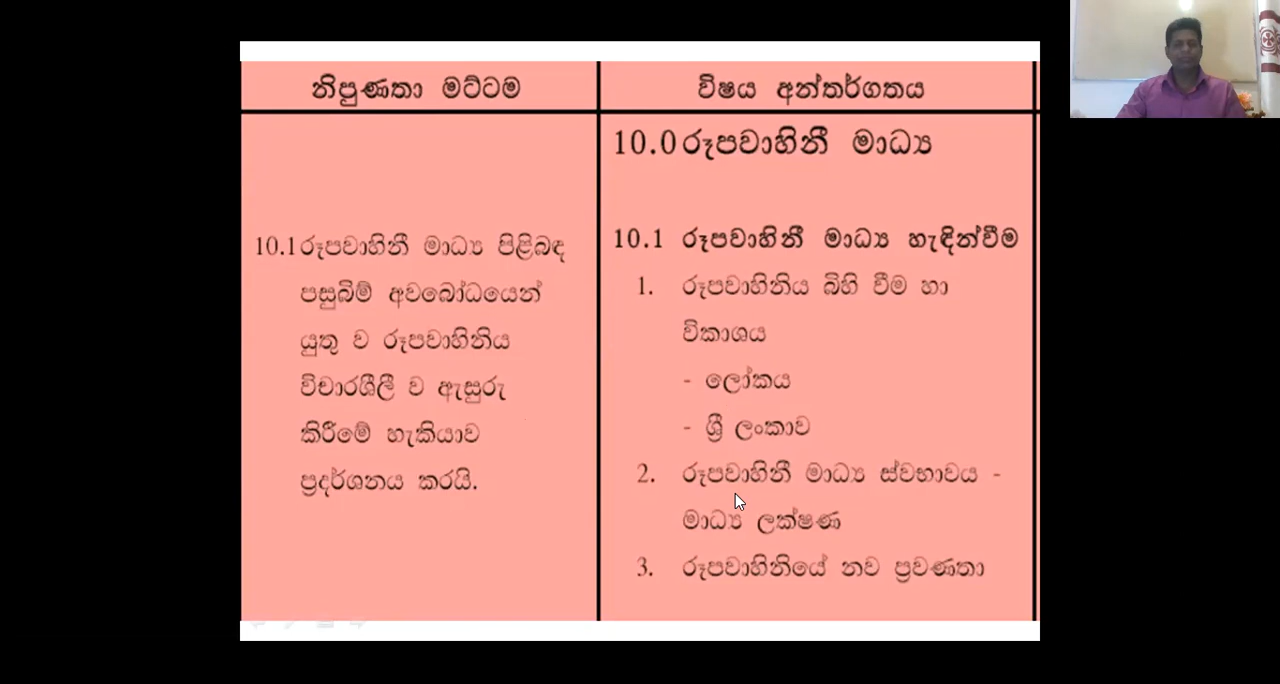 නිපුණතා මට්ටම
විෂය අන්තර්ගතය
10.0 රූපවාහිනී මාධ්‍ය
10.1 රූපවාහිනී මාධ්‍ය පිළිබඳ
පසුබිම් අවබෝධයෙන්
යුතු ව රූපවාහිනිය
විචාරශීලී ව ඇසුරු
කිරීමේ හැකියාව
ප්‍රදර්ශනය කරයි.
10.1 රූපවාහිනී මාධ්‍ය හැඳින්වීම
1. රූපවාහිනිය බිහි වීම හා
විකාශය
- ලෝකය
- ශ්‍රී ලංකාව
2. රූපවාහිනී මාධ්‍ය ස්වභාවය -
මාධ්‍ය ලක්ෂණ
3. රූපවාහිනියේ නව ප්‍රවණතා